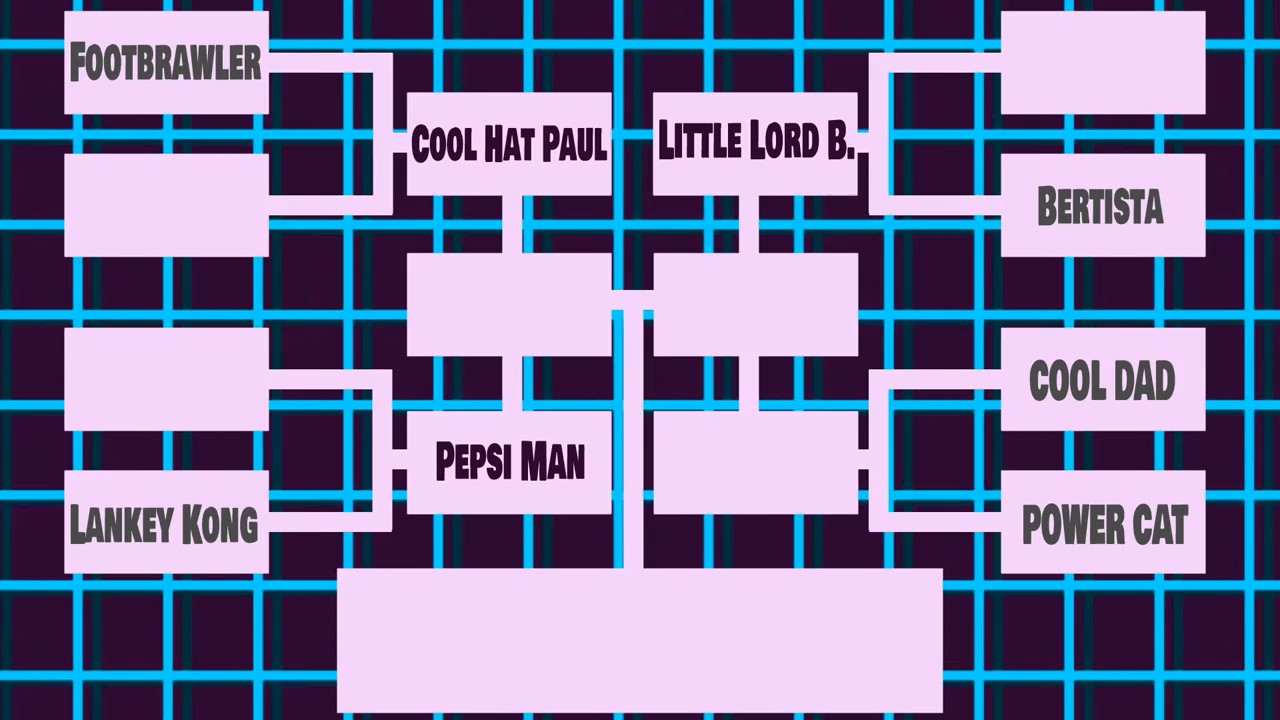 Footbrawler
Cool Hat Paul
Little Lord B.
Bertista
COOL DAD
Pepsi Man
Lankey Kong
POWER CAT